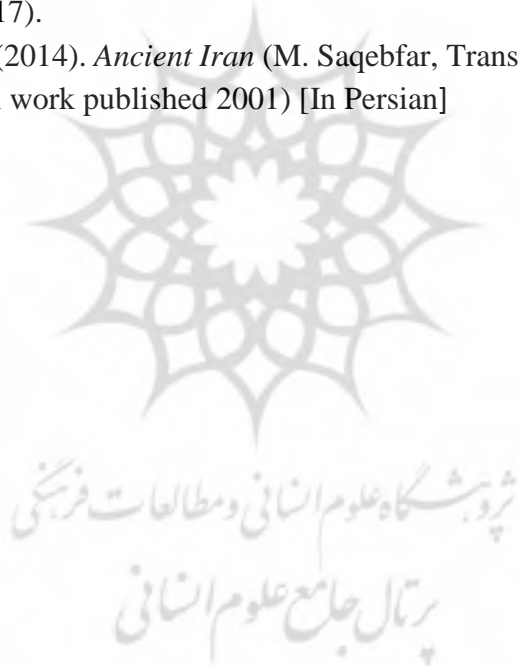 17).
(2014). Ancient Iran (M. Saqebfar, Trans
work published 2001) [In Persian]
پژوهشگاه علوم انسانی و مطالعات فرهنگی
پرتال جامع علوم انسانی